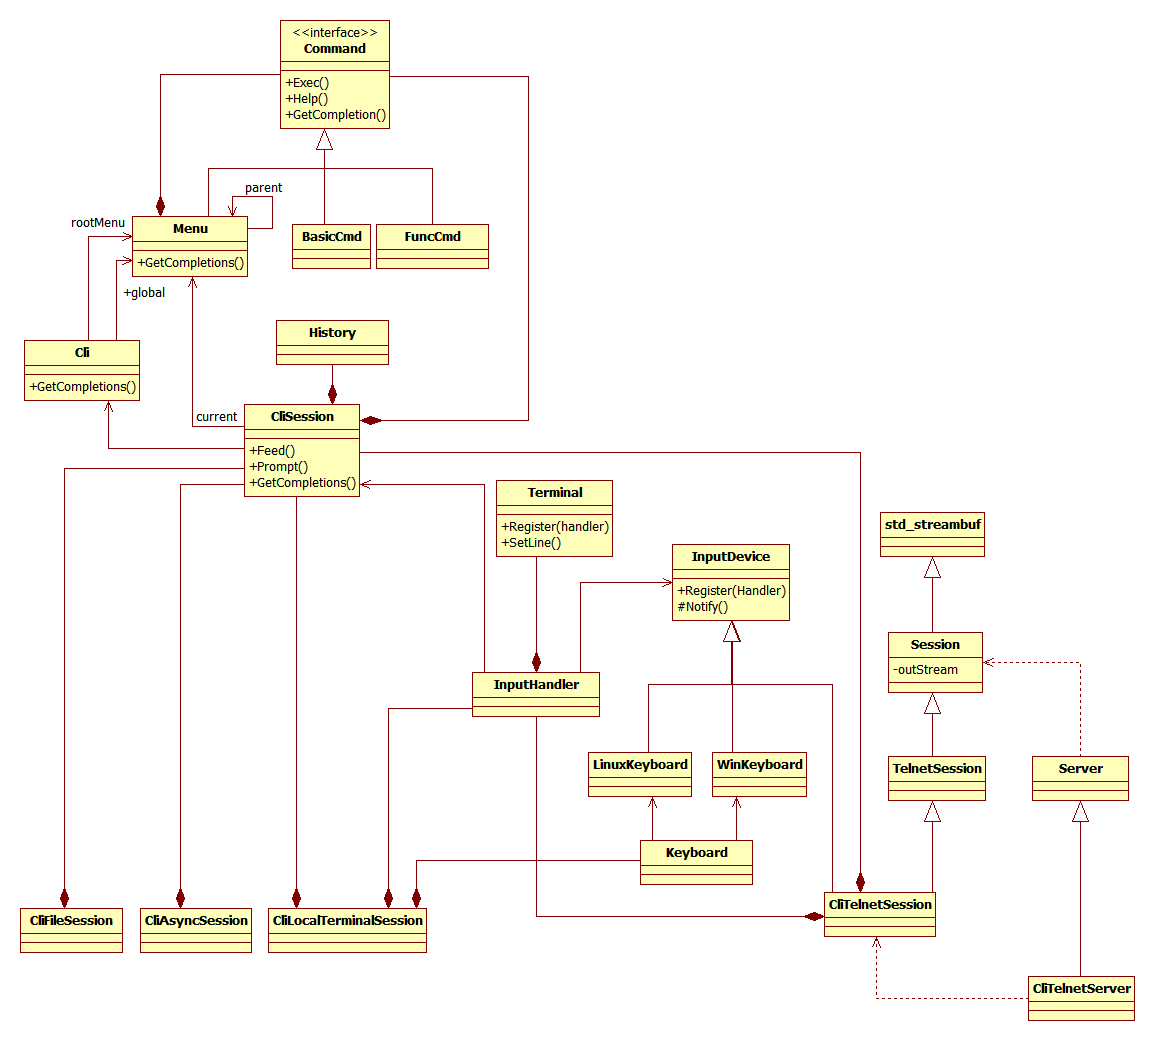 <<interface>>
Command
+Exec()
+Help()
+GetCompletion()
parent
rootMenu
Menu
+GetCompletions()
+global
BasicCmd
FuncCmd
History
Cli
+GetCompletions()
current
CliSession
+Feed()
+Prompt()
+GetCompletions()
Terminal
+Register(handler)
+SetLine()
InputDevice
+Register(Handler)
#Notify()
std_streambuf
Session
-outStream
InputHandler
LinuxKeyboard
WinKeyboard
TelnetSession
Server
Keyboard
CliFileSession
CliAsyncSession
CliLocalTerminalSession
CliTelnetSession
CliTelnetServer